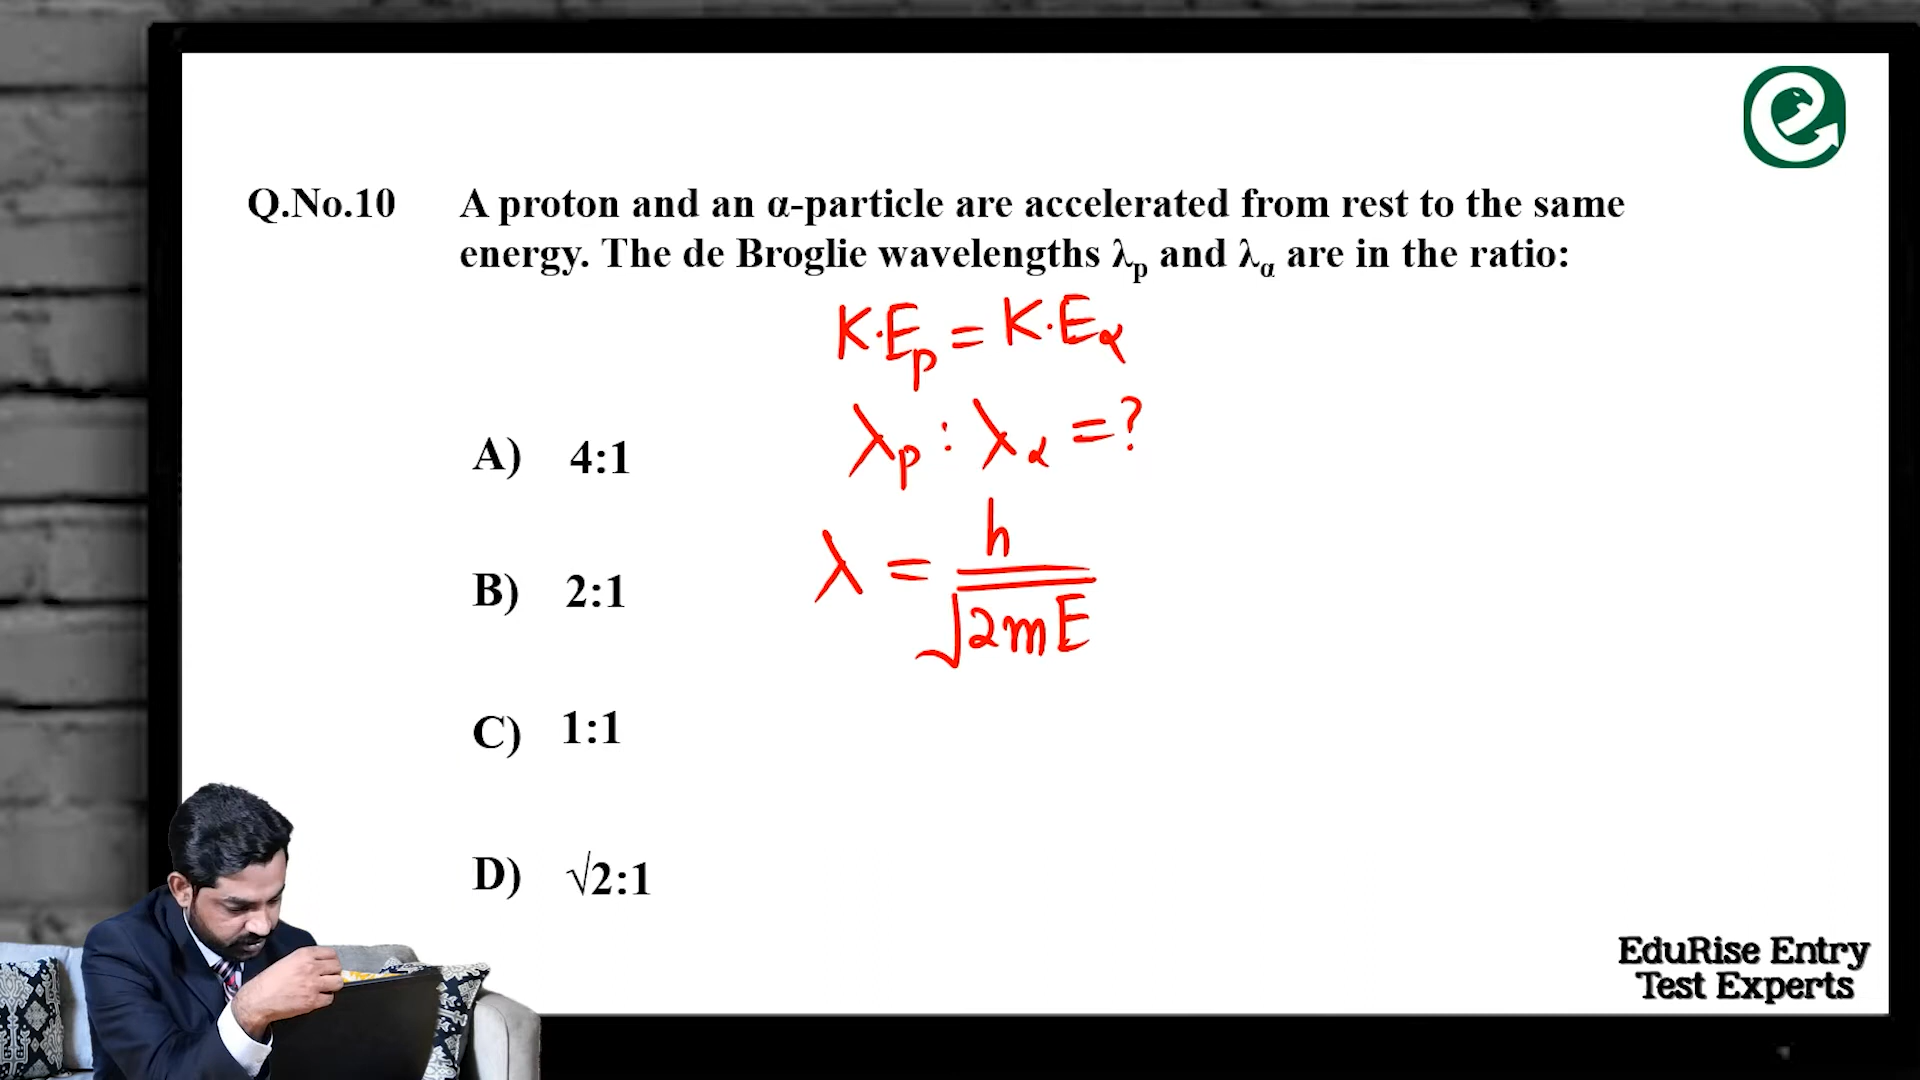 Q.No.10 A proton and an α-particle are accelerated from rest to the same
energy. The de Broglie wavelengths λₚ and λα are in the ratio:
K.Eₚ = K.Eα
λₚ : λα = ?
A) 4:1
λ = h / √2mE
B) 2:1
C) 1:1
D) √2:1
EduRise Entry
Test Experts